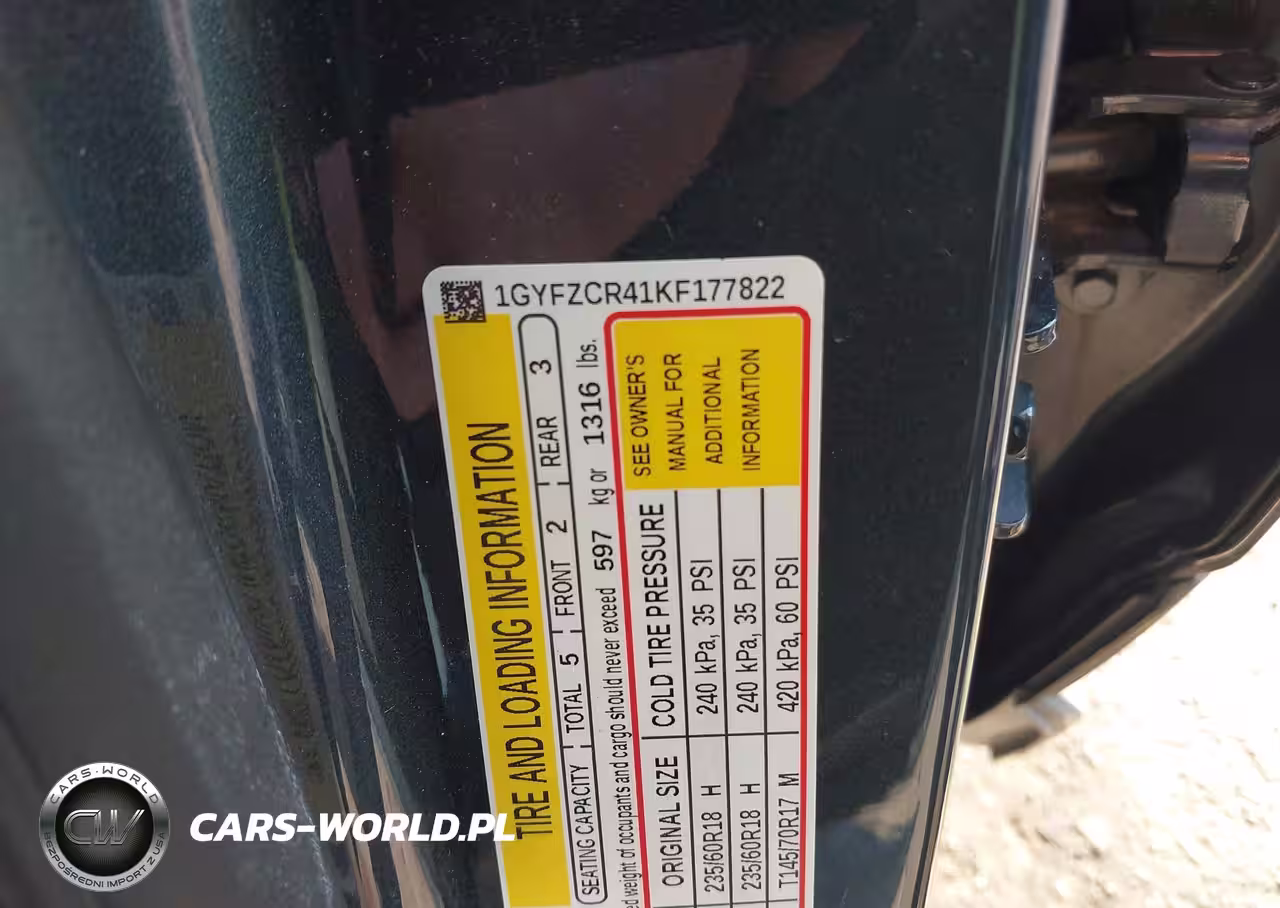 1GYFZCR41KF177822
TIRE AND LOADING INFORMATION
SEATING CAPACITY TOTAL 5 FRONT 2 REAR 3
weight of occupants and cargo should never exceed 597 kg or 1316 lbs.
ORIGINAL SIZE COLD TIRE PRESSURE
235/60R18 H 240 kPa, 35 PSI
235/60R18 H 240 kPa, 35 PSI
T145/70R17 M 420 kPa, 60 PSI
SEE OWNER'S
MANUAL FOR
ADDITIONAL
INFORMATION
CARS-WORLD
CW
BEZPOŚREDNI IMPORT Z USA
CARS-WORLD.PL